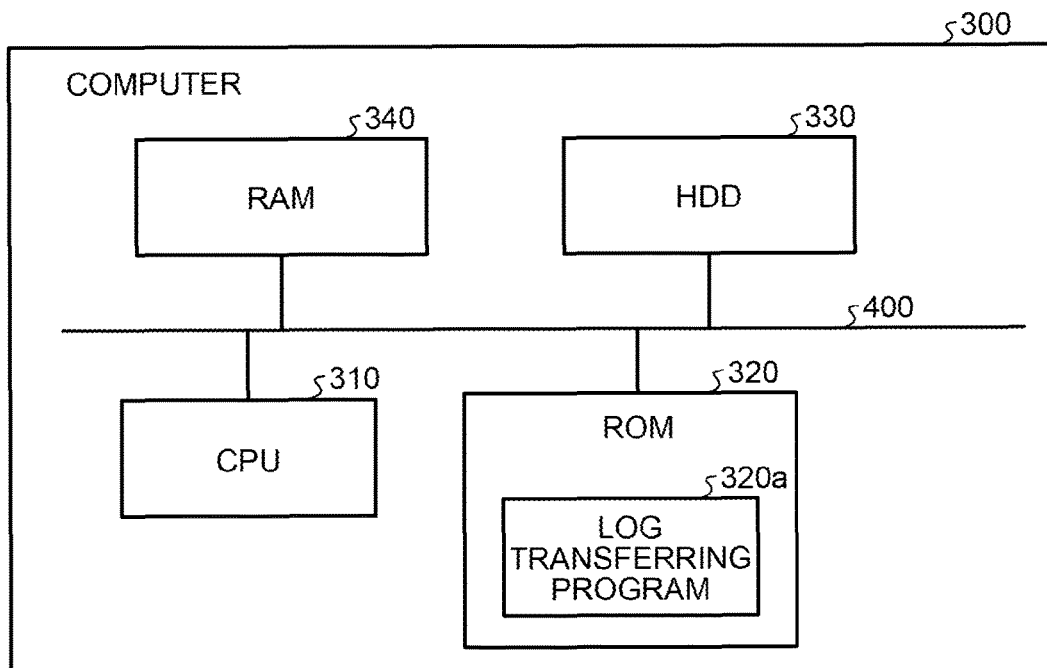 300
COMPUTER
340
330
RAM
HDD
400
310
320
CPU
ROM
320a
LOG
TRANSFERRING
PROGRAM